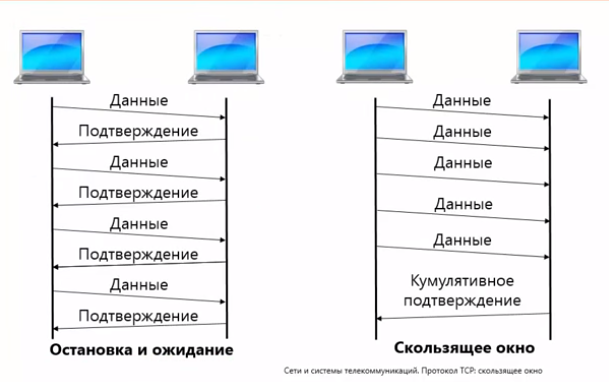 Данные
Подтверждение
Данные
Подтверждение
Данные
Подтверждение
Данные
Подтверждение
Остановка и ожидание
Данные
Данные
Данные
Данные
Данные
Кумулятивное
подтверждение
Скользящее окно
Сети и системы телекоммуникаций. Протокол TCP: скользящее окно